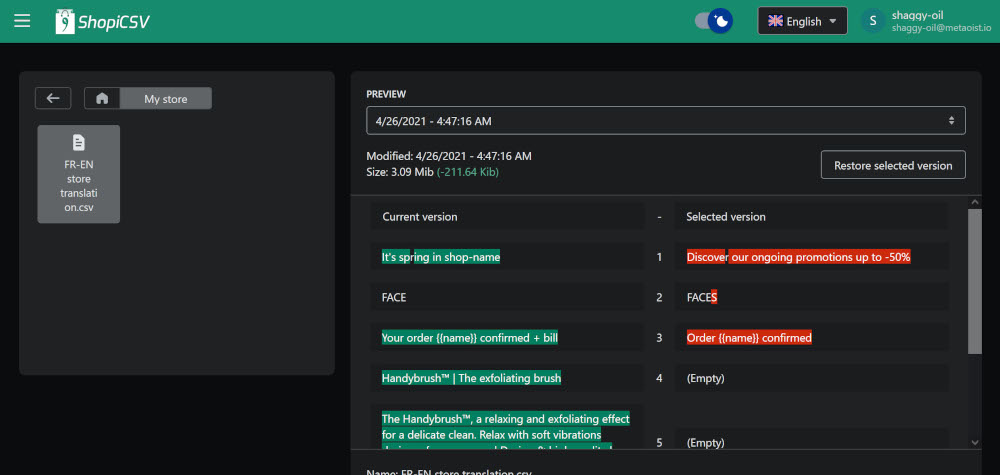 ShopiCSV
English
S
shaggy-oil
shaggy-oil@metaoist.io
My store
FR-EN
store
translati
on.csv
PREVIEW
4/26/2021 - 4:47:16 AM
Modified: 4/26/2021 - 4:47:16 AM
Size: 3.09 Mib (-211.64 Kib)
Restore selected version
Current version - Selected version
It's spring in shop-name 1 Discover our ongoing promotions up to -50%
FACE 2 FACES
Your order {{name}} confirmed + bill 3 Order {{name}} confirmed
Handybrush™ | The exfoliating brush 4 (Empty)
The Handybrush™, a relaxing and exfoliating effect
for a delicate clean. Relax with soft vibrations
5 (Empty)
Name: FR-EN store translation.csv